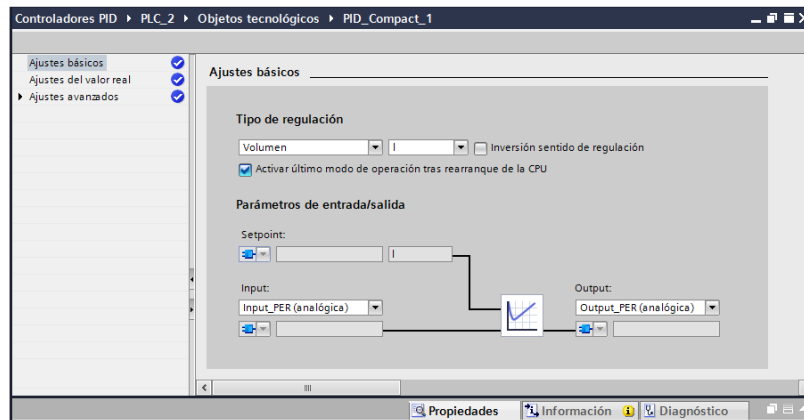 Controladores PID ▸ PLC_2 ▸ Objetos tecnológicos ▸ PID_Compact_1
Ajustes básicos
Ajustes del valor real
Ajustes avanzados
Ajustes básicos
Tipo de regulación
Volumen l Inversión sentido de regulación
Activar último modo de operación tras rearranque de la CPU
Parámetros de entrada/salida
Setpoint:
l
Input: Output:
Input_PER (analógica) Output_PER (analógica)
Propiedades Información Diagnóstico